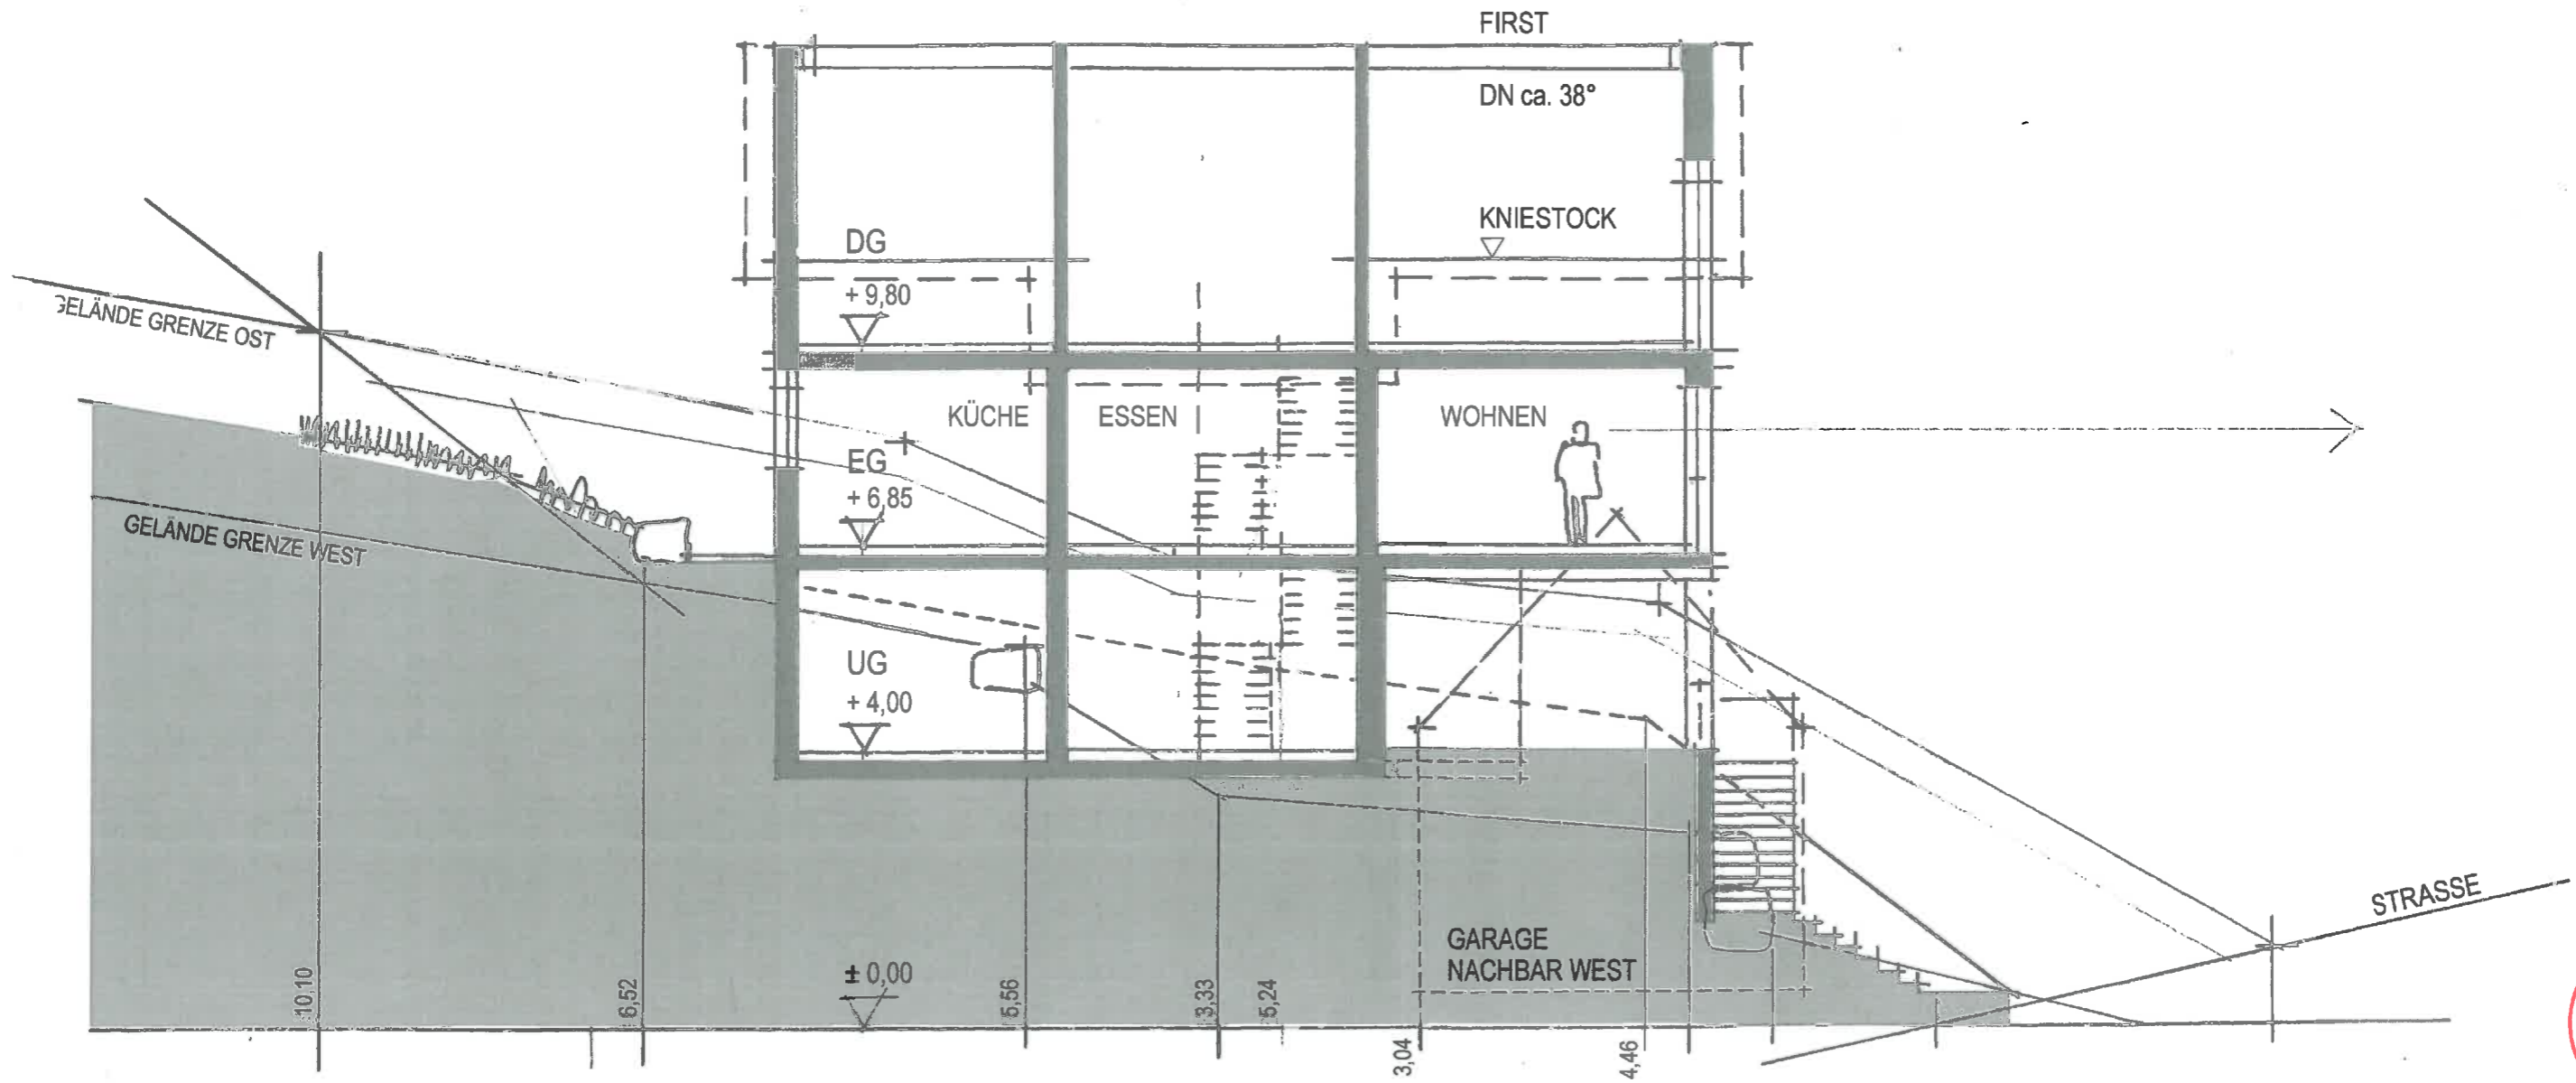 FIRST
DN ca. 38°
KNIESTOCK
DG
+ 9,80
GELÄNDE GRENZE OST
KÜCHE
ESSEN
WOHNEN
EG
+ 6,85
GELÄNDE GRENZE WEST
UG
+ 4,00
STRASSE
GARAGE
NACHBAR WEST
± 0,00
10,10
6,52
5,56
3,33
5,24
3,04
4,46